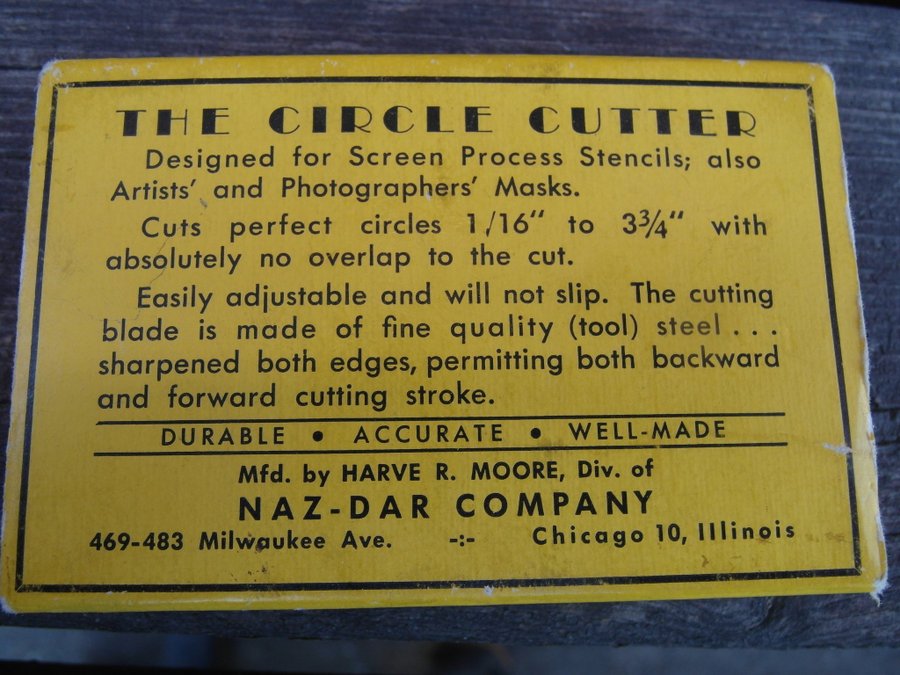 THE CIRCLE CUTTER
Designed for Screen Process Stencils; also
Artists' and Photographers' Masks.
Cuts perfect circles 1/16" to 3¾" with
absolutely no overlap to the cut.
Easily adjustable and will not slip. The cutting
blade is made of fine quality (tool) steel . . .
sharpened both edges, permitting both backward
and forward cutting stroke.
DURABLE • ACCURATE • WELL-MADE
Mfd. by HARVE R. MOORE, Div. of
NAZ-DAR COMPANY
469-483 Milwaukee Ave. -:- Chicago 10, Illinois